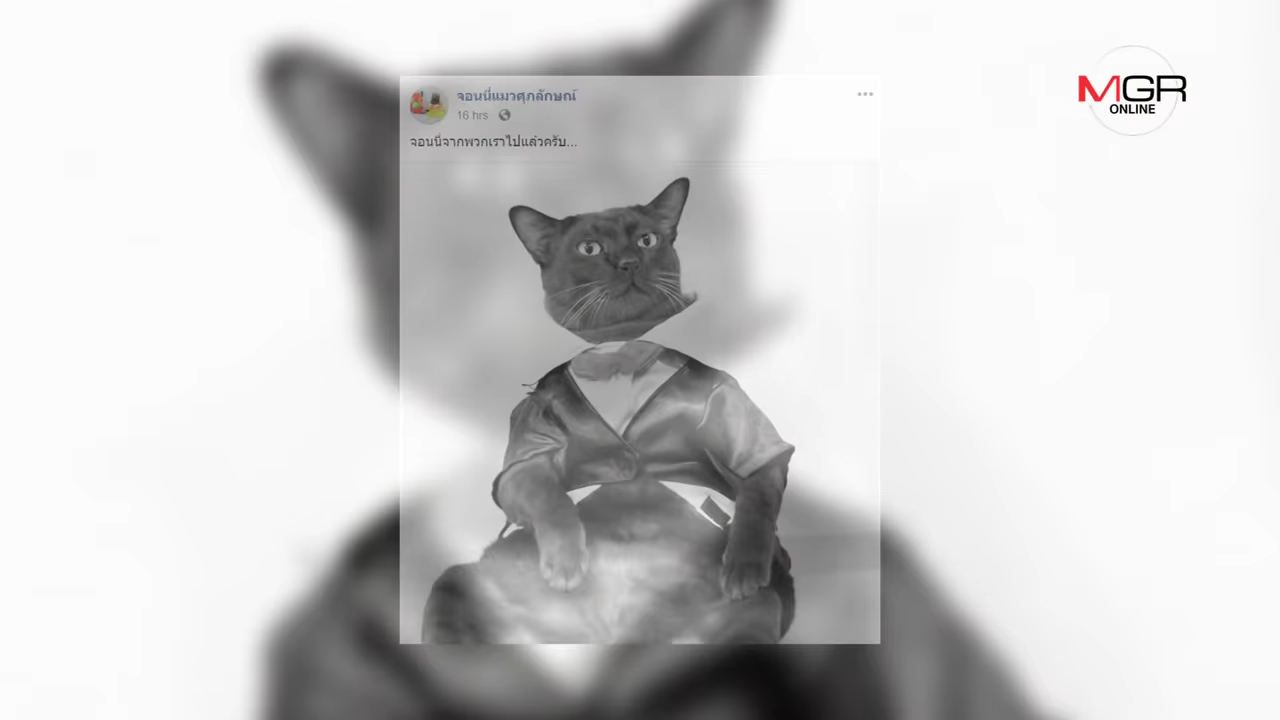 จอนนี่แมวศุภลักษณ์
16 hrs
จอนนี่จากพวกเราไปแล้วครับ...
MGR
ONLINE